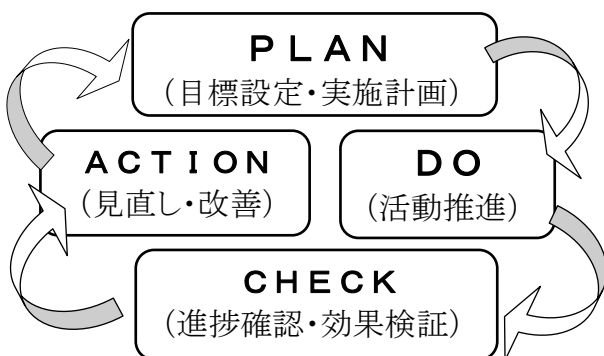 PLAN
(目標設定・実施計画)
ACTION
(見直し・改善)
DO
(活動推進)
CHECK
(進捗確認・効果検証)